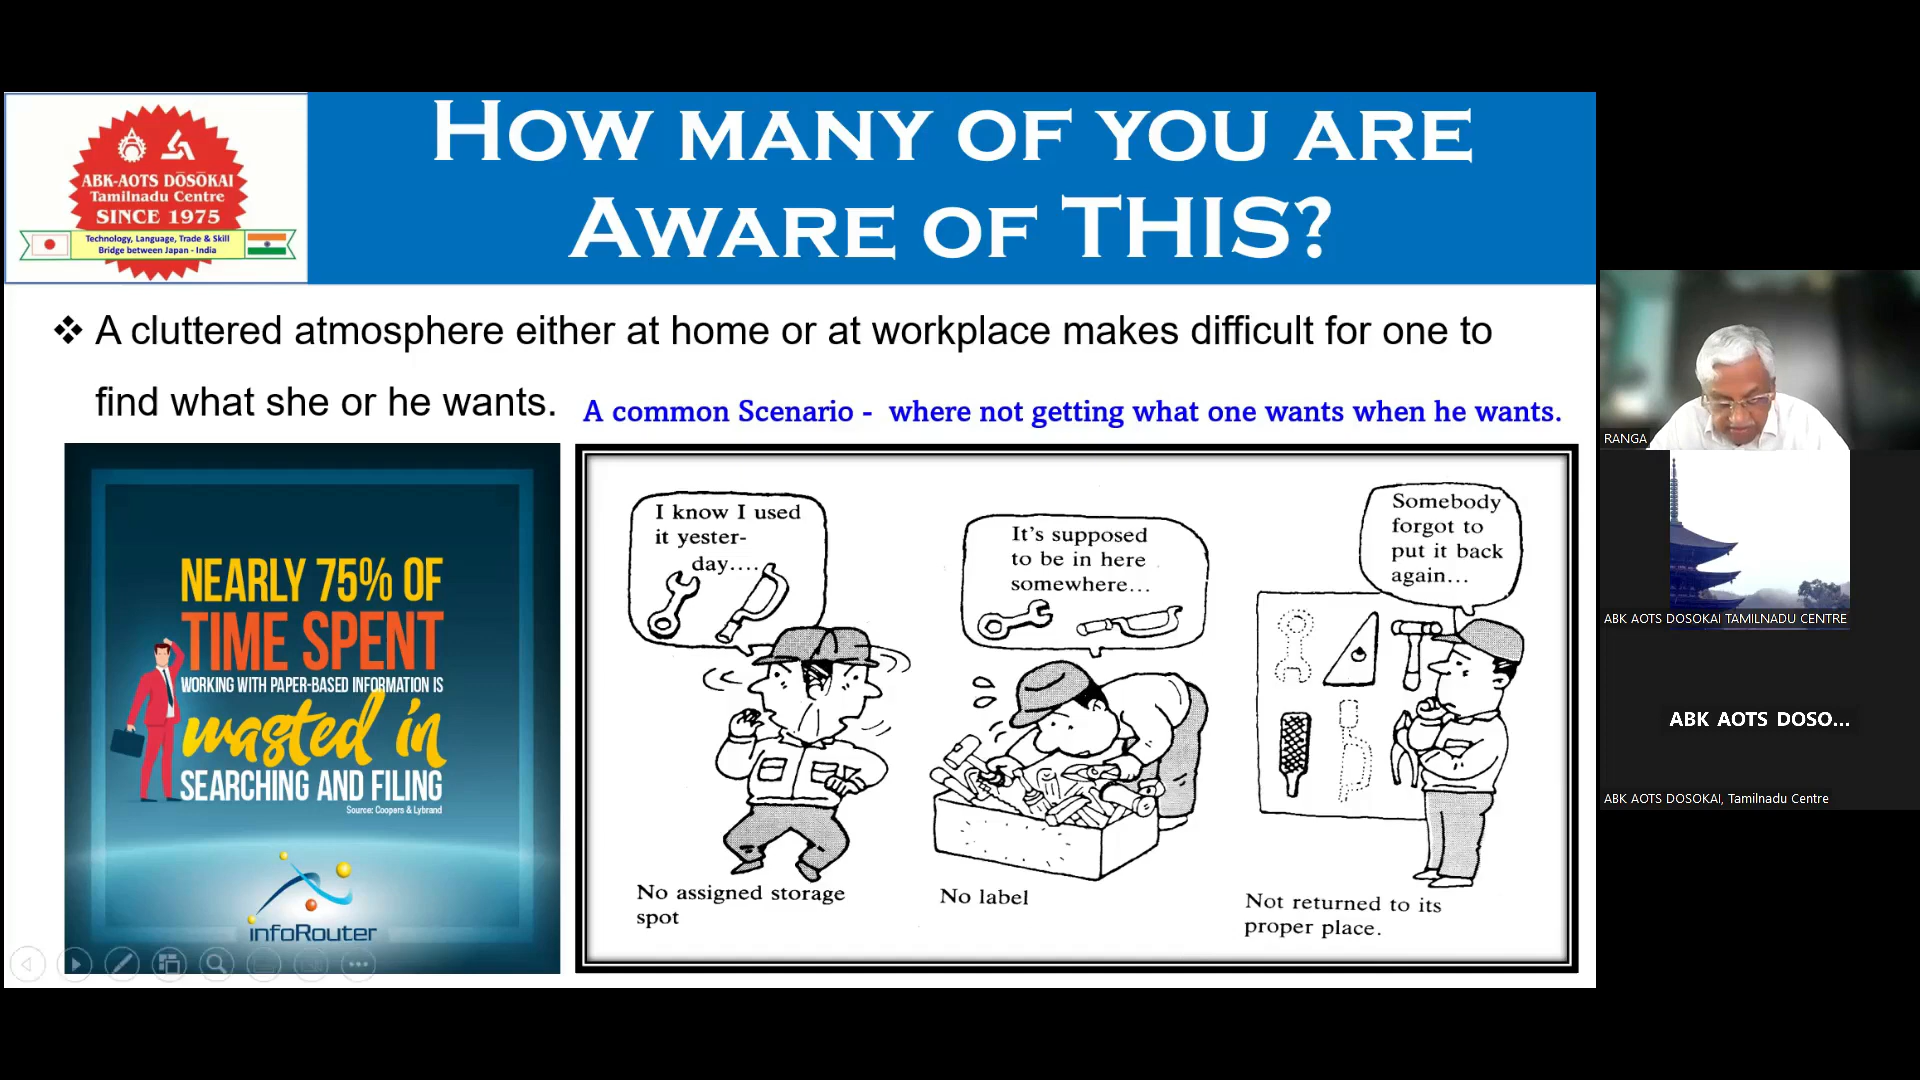 ABK-AOTS DŌSŌKAI
Tamilnadu Centre
SINCE 1975
Technology, Language, Trade & Skill
Bridge between Japan - India
HOW MANY OF YOU ARE
AWARE OF THIS?
❖ A cluttered atmosphere either at home or at workplace makes difficult for one to
find what she or he wants.
A common Scenario - where not getting what one wants when he wants.
NEARLY 75% OF
TIME SPENT
WORKING WITH PAPER-BASED INFORMATION IS
wasted in
SEARCHING AND FILING
Source: Coopers & Lybrand
infoRouter
I know I used
it yester-
day....
No assigned storage
spot
It's supposed
to be in here
somewhere...
No label
Somebody
forgot to
put it back
again...
Not returned to its
proper place.
RANGA
ABK AOTS DOSOKAI TAMILNADU CENTRE
ABK AOTS DOSO...
ABK AOTS DOSOKAI, Tamilnadu Centre